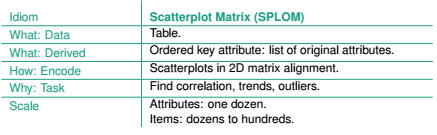 Idiom Scatterplot Matrix (SPLOM)
What: Data Table.
What: Derived Ordered key attribute: list of original attributes.
How: Encode Scatterplots in 2D matrix alignment.
Why: Task Find correlation, trends, outliers.
Scale Attributes: one dozen.
Items: dozens to hundreds.